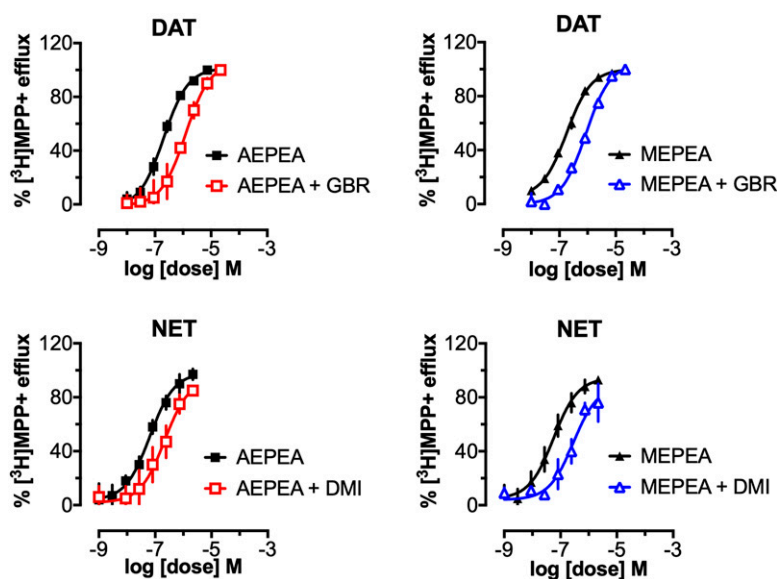 DAT
% [³H]MPP+ efflux
120
80
40
0
AEPEA
AEPEA + GBR
-9 -7 -5 -3
log [dose] M
DAT
% [³H]MPP+ efflux
120
80
40
0
MEPEA
MEPEA + GBR
-9 -7 -5 -3
log [dose] M
NET
% [³H]MPP+ efflux
120
80
40
0
AEPEA
AEPEA + DMI
-9 -7 -5 -3
log [dose] M
NET
% [³H]MPP+ efflux
120
80
40
0
MEPEA
MEPEA + DMI
-9 -7 -5 -3
log [dose] M